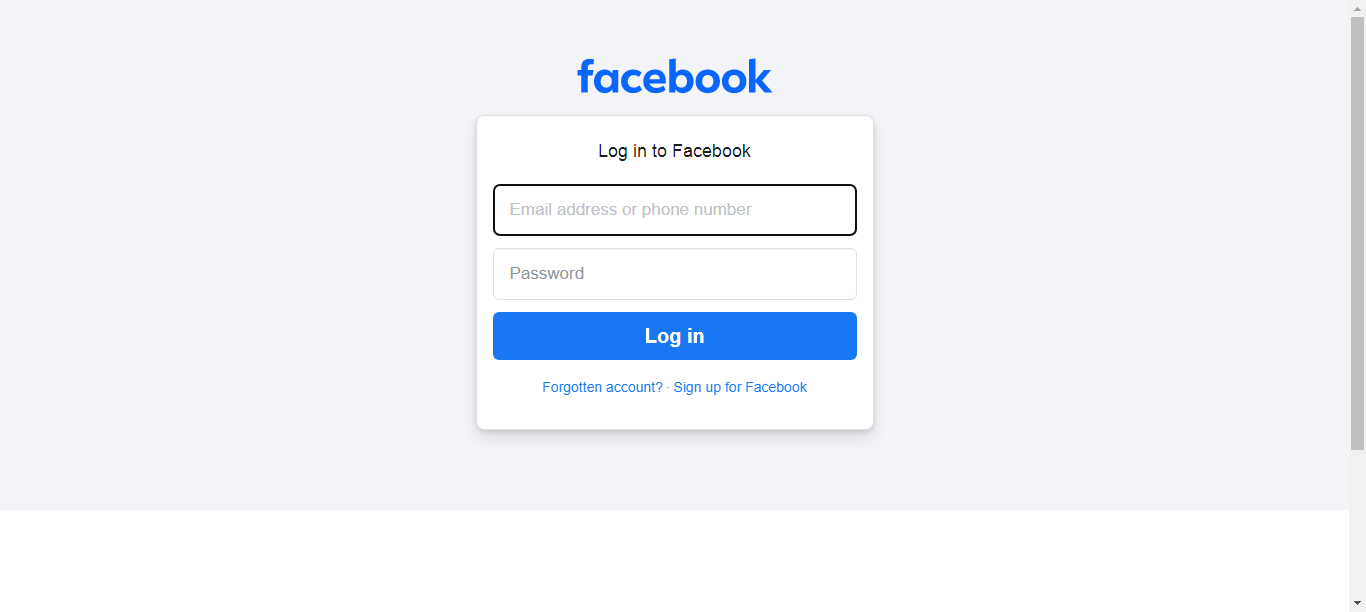 facebook
Log in to Facebook
Email address or phone number
Password
Log in
Forgotten account? · Sign up for Facebook